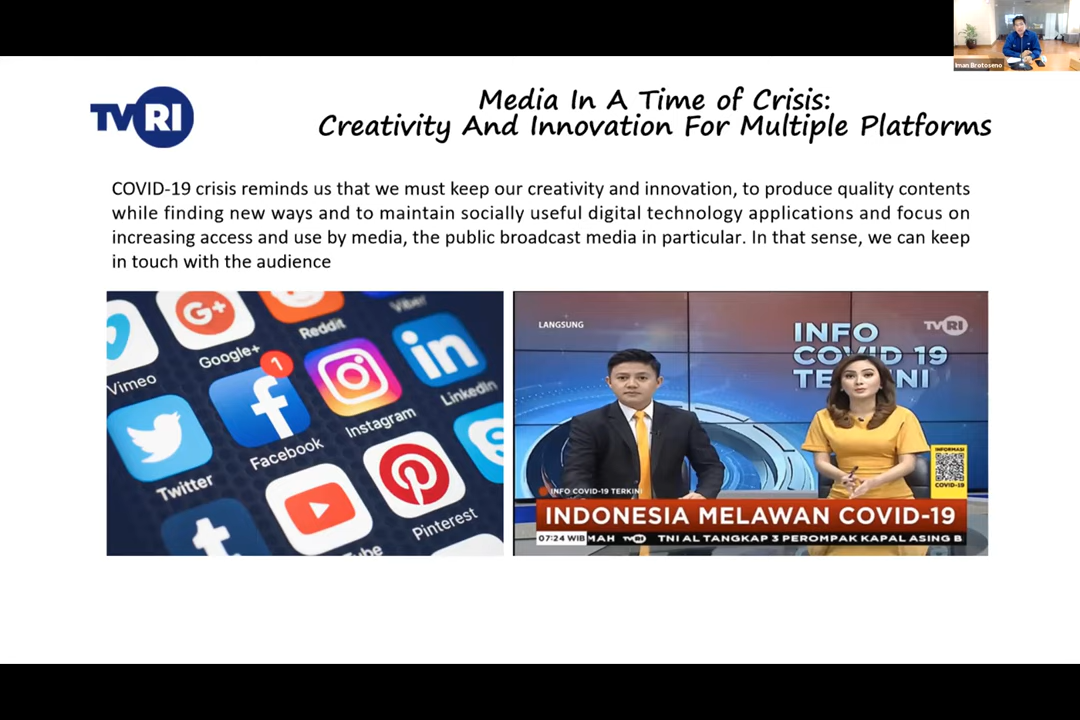 Iman Brotoseno
TVRI
Media In A Time of Crisis:
Creativity And Innovation For Multiple Platforms
COVID-19 crisis reminds us that we must keep our creativity and innovation, to produce quality contents
while finding new ways and to maintain socially useful digital technology applications and focus on
increasing access and use by media, the public broadcast media in particular. In that sense, we can keep
in touch with the audience
Vimeo
G+
Google+
Reddit
Viber
Twitter
1
f
Facebook
Instagram
in
LinkedIn
t
Pinterest
LANGSUNG
INFO
COVID 19
TVRI
INFORMASI
COVID-19
INFO COVID-19 TERKINI
INDONESIA MELAWAN COVID-19
07:24 WIB MAH TVRI TNI AL TANGKAP 3 PEROMPAK KAPAL ASING B